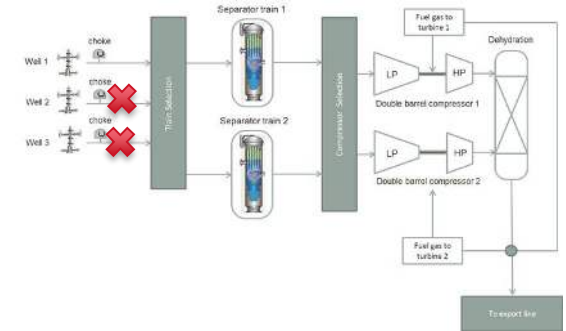 Separator train 1
Fuel gas to
turbine 1
Dehydration
choke
Well 1
LP
HP
Double barrel compressor 1
choke
Well 2
Train Selection
Compressor Selection
choke
Well 3
Separator train 2
LP
HP
Double barrel compressor 2
Fuel gas to
turbine 2
To export line